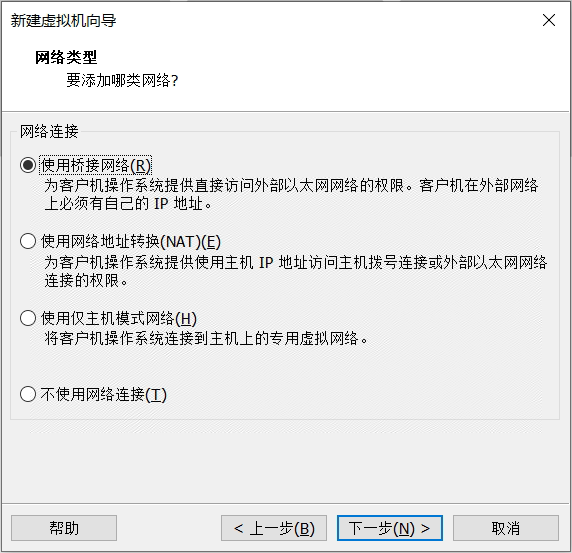 新建虚拟机向导
网络类型
要添加哪类网络?
网络连接
使用桥接网络(R)
为客户机操作系统提供直接访问外部以太网网络的权限。客户机在外部网络
上必须有自己的 IP 地址。
使用网络地址转换(NAT)(E)
为客户机操作系统提供使用主机 IP 地址访问主机拨号连接或外部以太网网络
连接的权限。
使用仅主机模式网络(H)
将客户机操作系统连接到主机上的专用虚拟网络。
不使用网络连接(T)
帮助
< 上一步(B)
下一步(N) >
取消